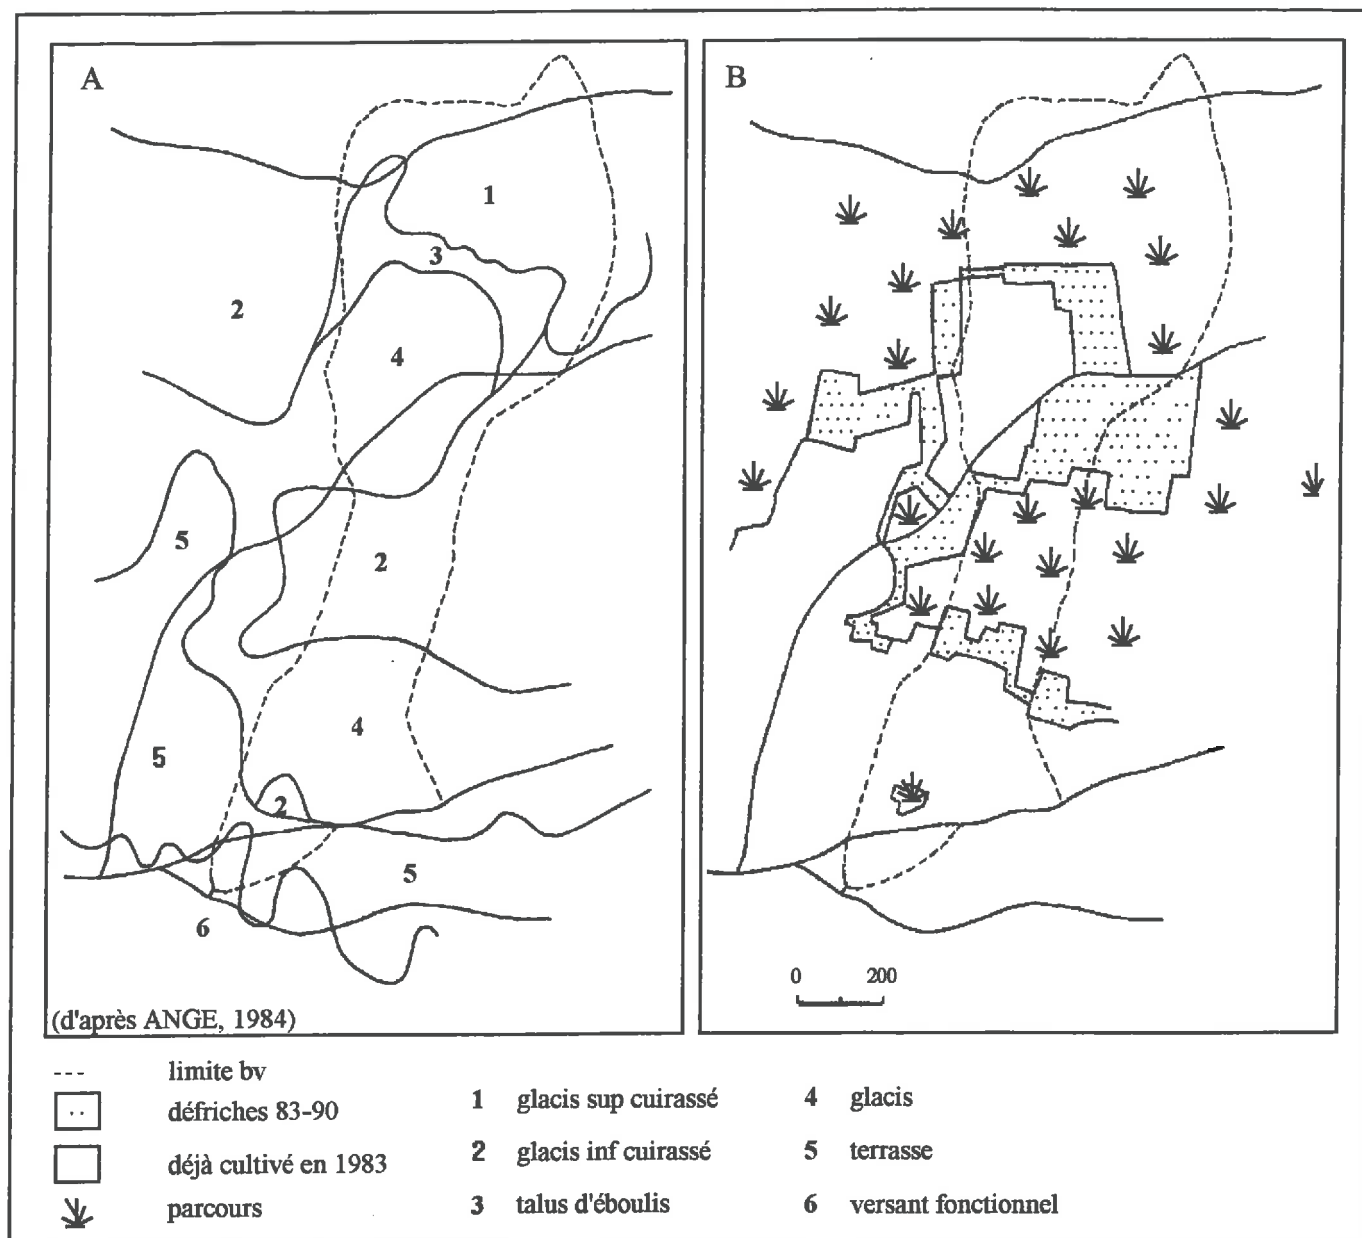 A
1
3
2
4
5
2
4
5
2
5
6
(d'après ANGE, 1984)
B
0 200
limite bv
défriches 83-90
déjà cultivé en 1983
parcours
1 glacis sup cuirassé
2 glacis inf cuirassé
3 talus d'éboulis
4 glacis
5 terrasse
6 versant fonctionnel